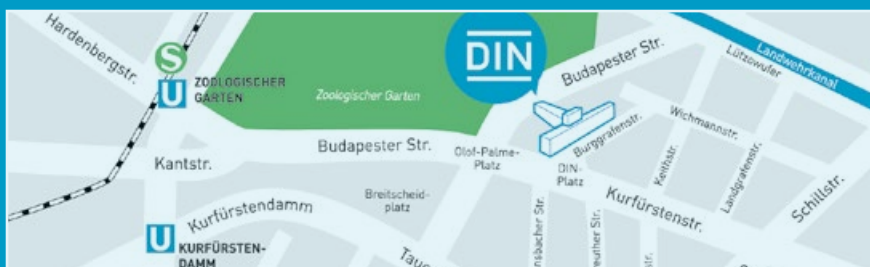 Hardenbergstr.
S
U
ZOOLOGISCHER
GARTEN
Zoologischer Garten
DIN
Budapester Str.
Landwehrkanal
Lützowufer
Wichmannstr.
Burggrafenstr.
Budapester Str.
Olof-Palme-
Platz
DIN-
Platz
Keithstr.
Landgrafenstr.
Schillstr.
Kantstr.
Breitscheid-
platz
Kurfürstenstr.
Kurfürstendamm
U
KURFÜRSTEN-
DAMM